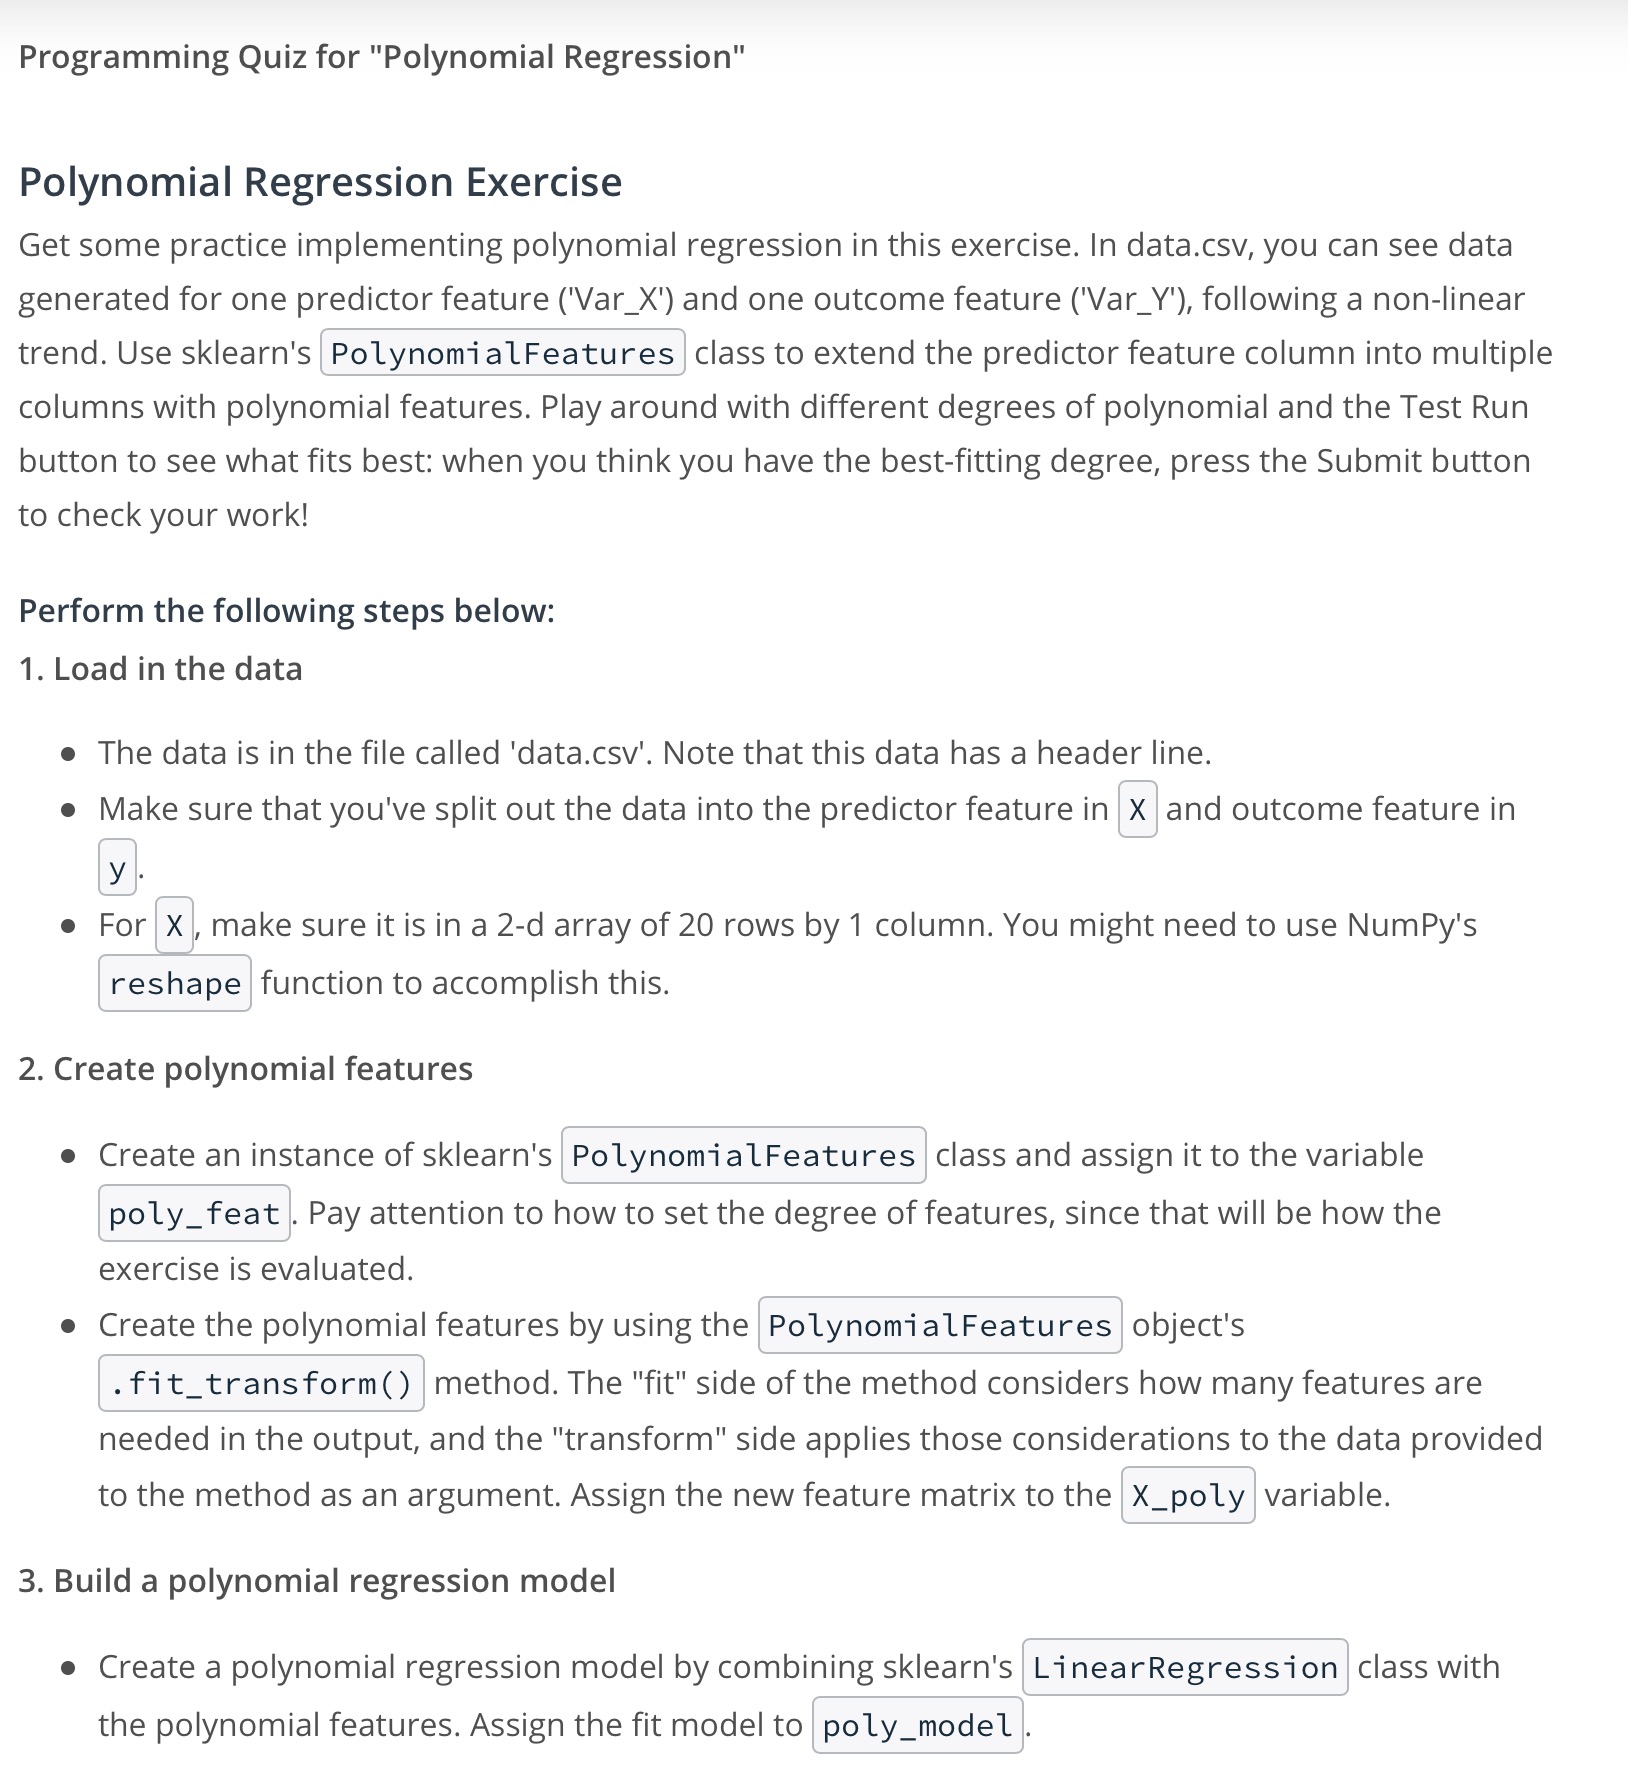 Programming Quiz for "Polynomial Regression"
Polynomial Regression Exercise
Get some practice implementing polynomial regression in this exercise. In data.csv, you can see data
generated for one predictor feature ('Var_X') and one outcome feature ('Var_Y'), following a non-linear
trend. Use sklearn's PolynomialFeatures class to extend the predictor feature column into multiple
columns with polynomial features. Play around with different degrees of polynomial and the Test Run
button to see what fits best: when you think you have the best-fitting degree, press the Submit button
to check your work!
Perform the following steps below:
1. Load in the data
• The data is in the file called 'data.csv'. Note that this data has a header line.
• Make sure that you've split out the data into the predictor feature in X and outcome feature in
y.
• For X, make sure it is in a 2-d array of 20 rows by 1 column. You might need to use NumPy's
reshape function to accomplish this.
2. Create polynomial features
• Create an instance of sklearn's PolynomialFeatures class and assign it to the variable
poly_feat. Pay attention to how to set the degree of features, since that will be how the
exercise is evaluated.
• Create the polynomial features by using the PolynomialFeatures object's
.fit_transform() method. The "fit" side of the method considers how many features are
needed in the output, and the "transform" side applies those considerations to the data provided
to the method as an argument. Assign the new feature matrix to the X_poly variable.
3. Build a polynomial regression model
• Create a polynomial regression model by combining sklearn's LinearRegression class with
the polynomial features. Assign the fit model to poly_model.